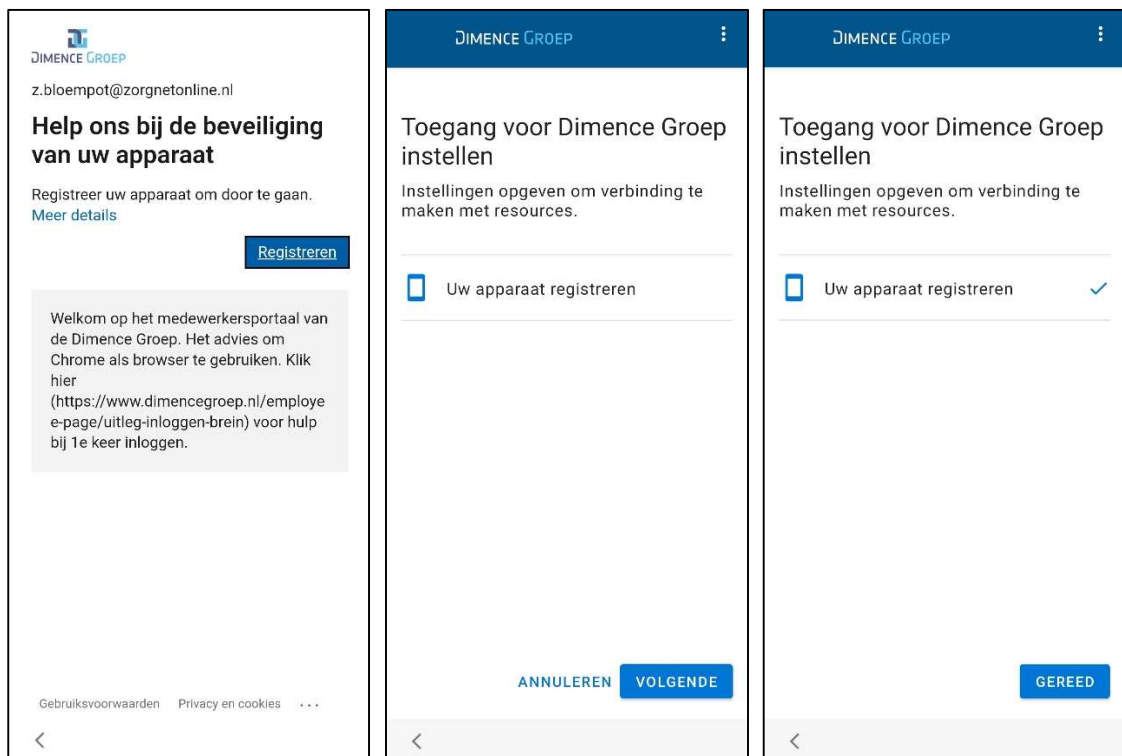 DIMENCE GROEP
z.bloempot@zorgnetonline.nl
Help ons bij de beveiliging
van uw apparaat
Registreer uw apparaat om door te gaan.
Meer details
Registreren
Welkom op het medewerkersportaal van
de Dimence Groep. Het advies om
Chrome als browser te gebruiken. Klik
hier
(https://www.dimencegroep.nl/employe
e-page/uitleg-inloggen-brein) voor hulp
bij 1e keer inloggen.
Gebruiksvoorwaarden Privacy en cookies ...
DIMENCE GROEP
Toegang voor Dimence Groep
instellen
Instellingen opgeven om verbinding te
maken met resources.
Uw apparaat registreren
ANNULEREN VOLGENDE
DIMENCE GROEP
Toegang voor Dimence Groep
instellen
Instellingen opgeven om verbinding te
maken met resources.
Uw apparaat registreren
GEREED